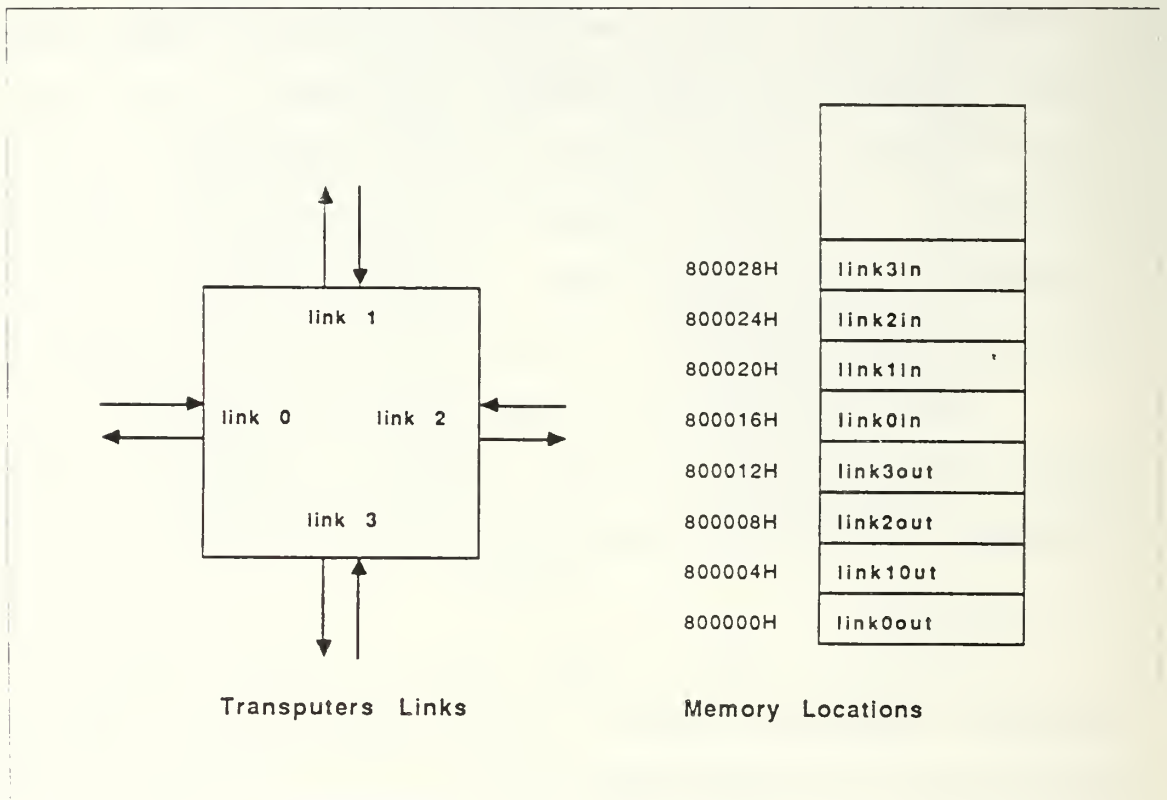 link 1
link 0
link 2
link 3
Transputers Links
800028H link3In
800024H link2in
800020H link1In
800016H link0In
800012H link3out
800008H link2out
800004H link10ut
800000H link0out
Memory Locations